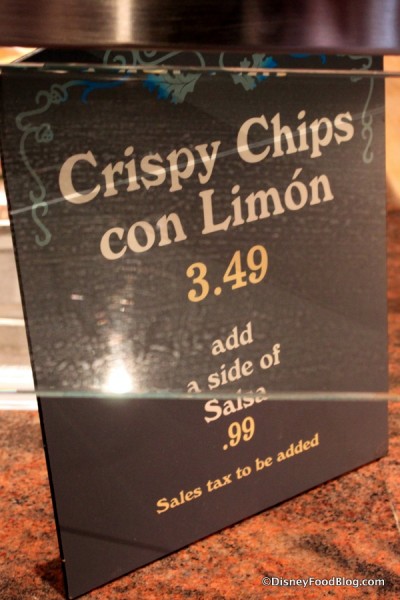 Crispy Chips
con Limón
3.49
add
a side of
Salsa
.99
Sales tax to be added
©DisneyFoodBlog.com